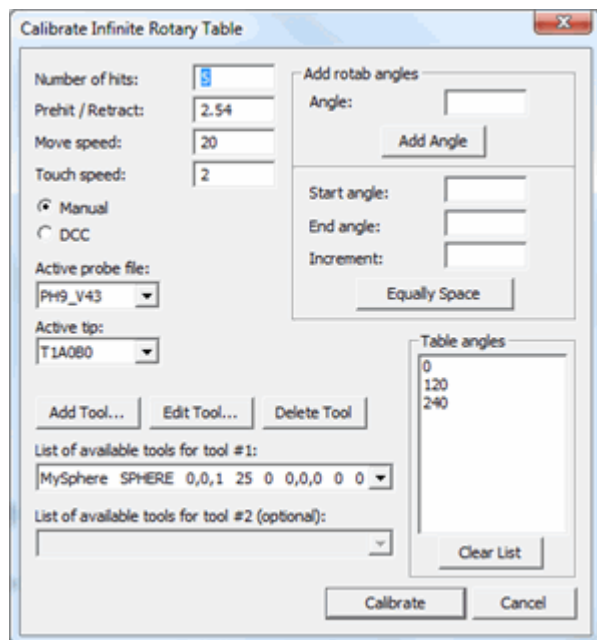 Calibrate Infinite Rotary Table
Number of hits: 5
Prehit / Retract: 2.54
Move speed: 20
Touch speed: 2
Manual
DCC
Active probe file:
PH9_V43
Active tip:
T1A0B0
Add rotab angles
Angle:
Add Angle
Start angle:
End angle:
Increment:
Equally Space
Add Tool... Edit Tool... Delete Tool
List of available tools for tool #1:
MySphere SPHERE 0,0,1 25 0 0,0,0 0 0
List of available tools for tool #2 (optional):
Table angles
0
120
240
Clear List
Calibrate Cancel